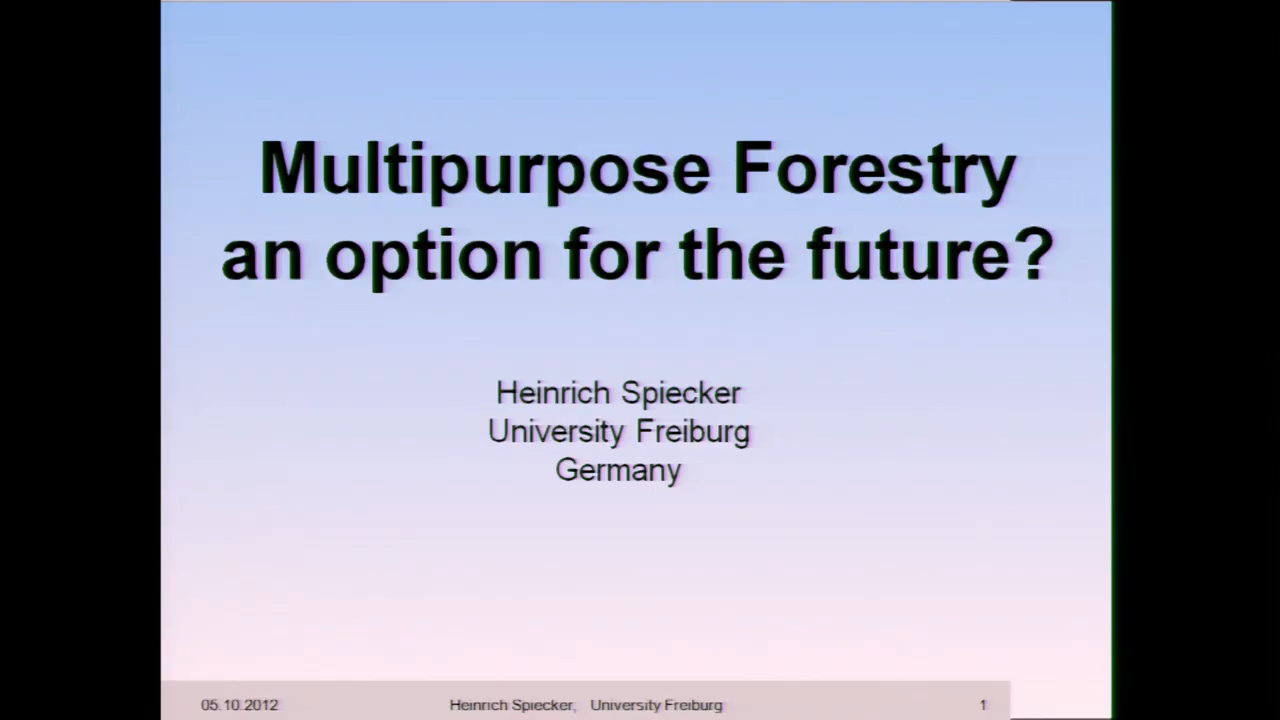 Multipurpose Forestry
an option for the future?
Heinrich Spiecker
University Freiburg
Germany
05.10.2012 Heinrich Spiecker, University Freiburg 1